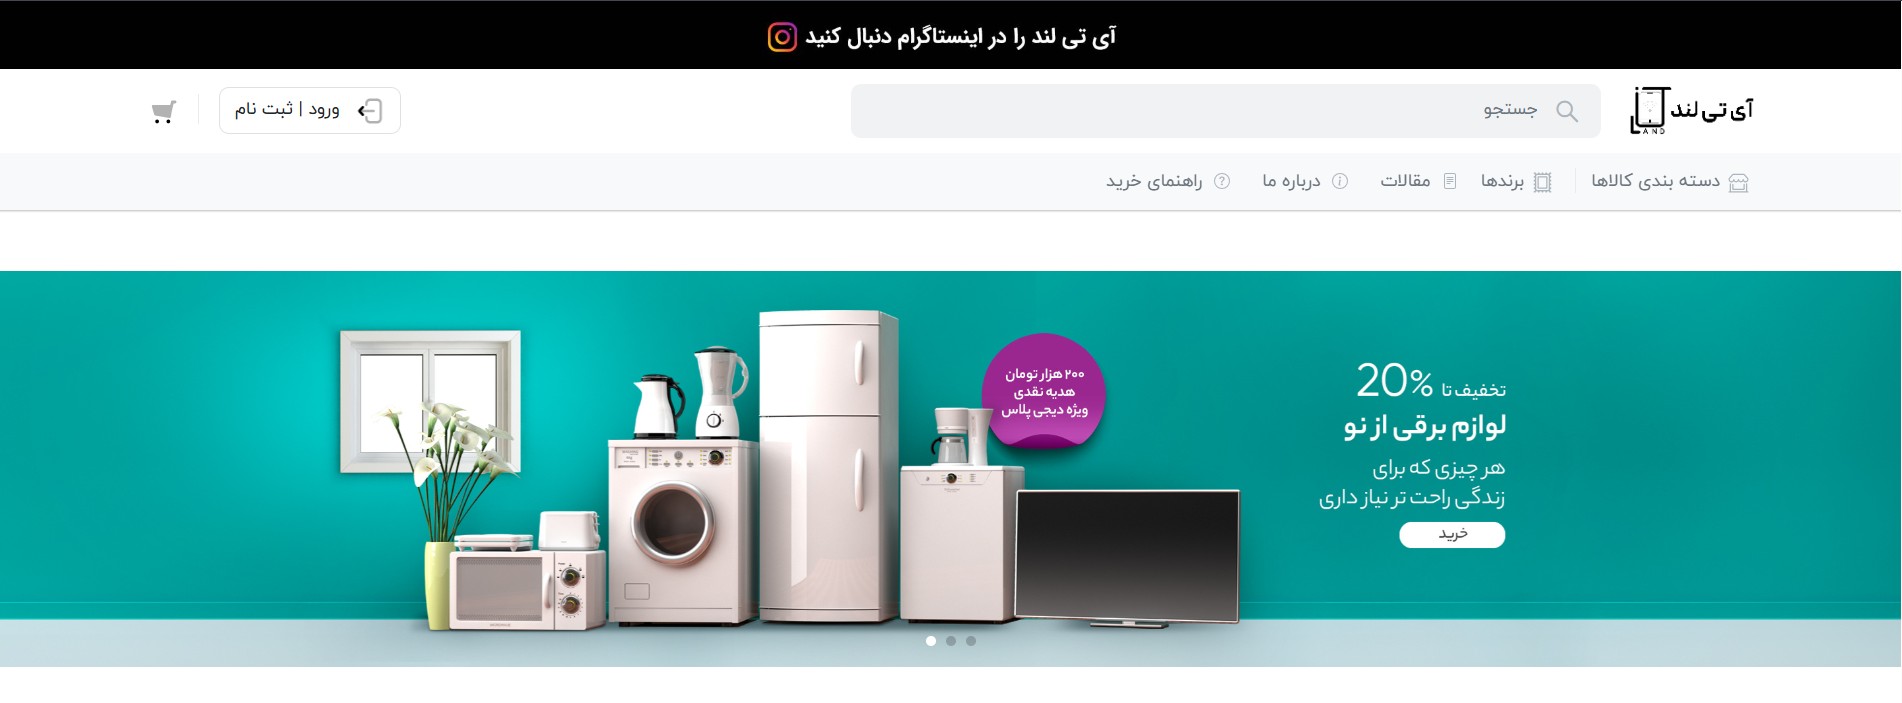 آی تی لند را در اینستاگرام دنبال کنید
آی تی لند
LAND
جستجو
ورود | ثبت نام
دسته بندی کالاها
برندها
مقالات
درباره ما
راهنمای خرید
تخفیف تا 20%
لوازم برقی از نو
هر چیزی که برای
زندگی راحت تر نیاز داری
خرید
۲۰۰ هزار تومان
هدیه نقدی
ویژه دیجی پلاس